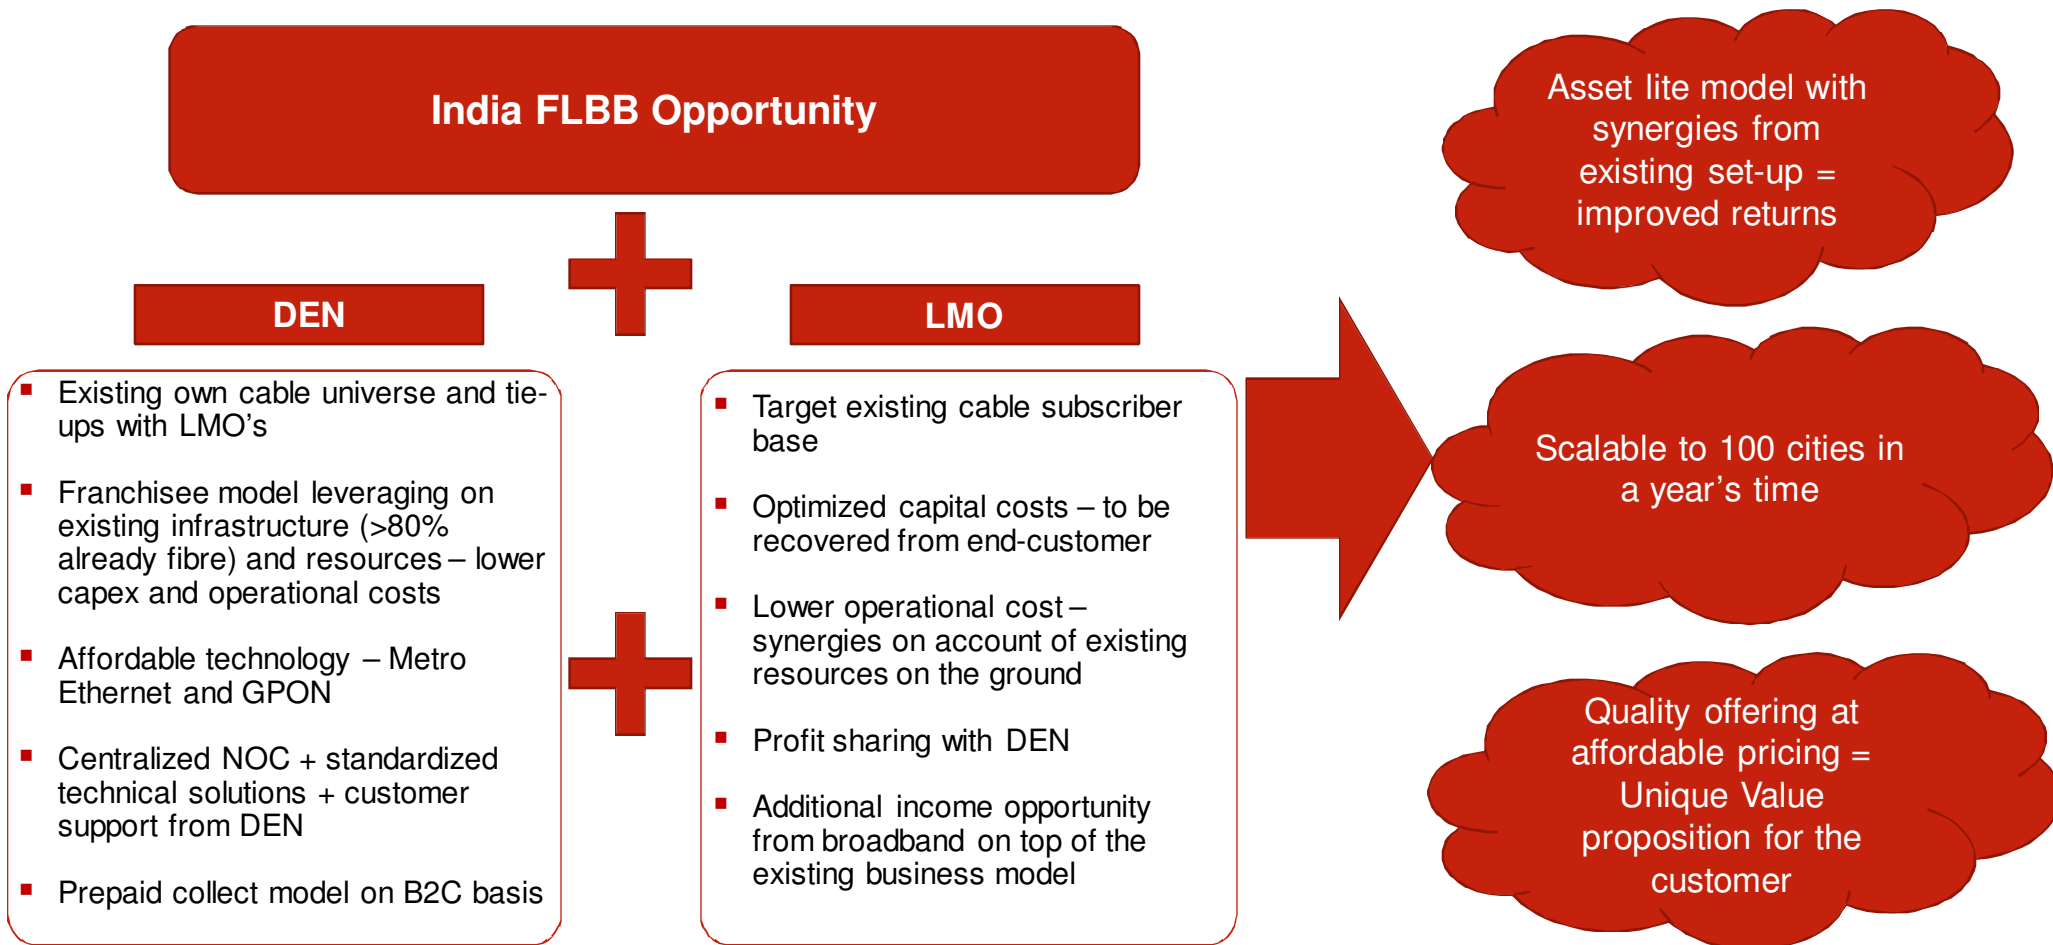 India FLBB Opportunity
DEN
Existing own cable universe and tie-
ups with LMO’s
Franchisee model leveraging on
existing infrastructure (>80%
already fibre) and resources – lower
capex and operational costs
Affordable technology – Metro
Ethernet and GPON
Centralized NOC + standardized
technical solutions + customer
support from DEN
Prepaid collect model on B2C basis
LMO
Target existing cable subscriber
base
Optimized capital costs – to be
recovered from end-customer
Lower operational cost –
synergies on account of existing
resources on the ground
Profit sharing with DEN
Additional income opportunity
from broadband on top of the
existing business model
Asset lite model with
synergies from
existing set-up =
improved returns
Scalable to 100 cities in
a year’s time
Quality offering at
affordable pricing =
Unique Value
proposition for the
customer